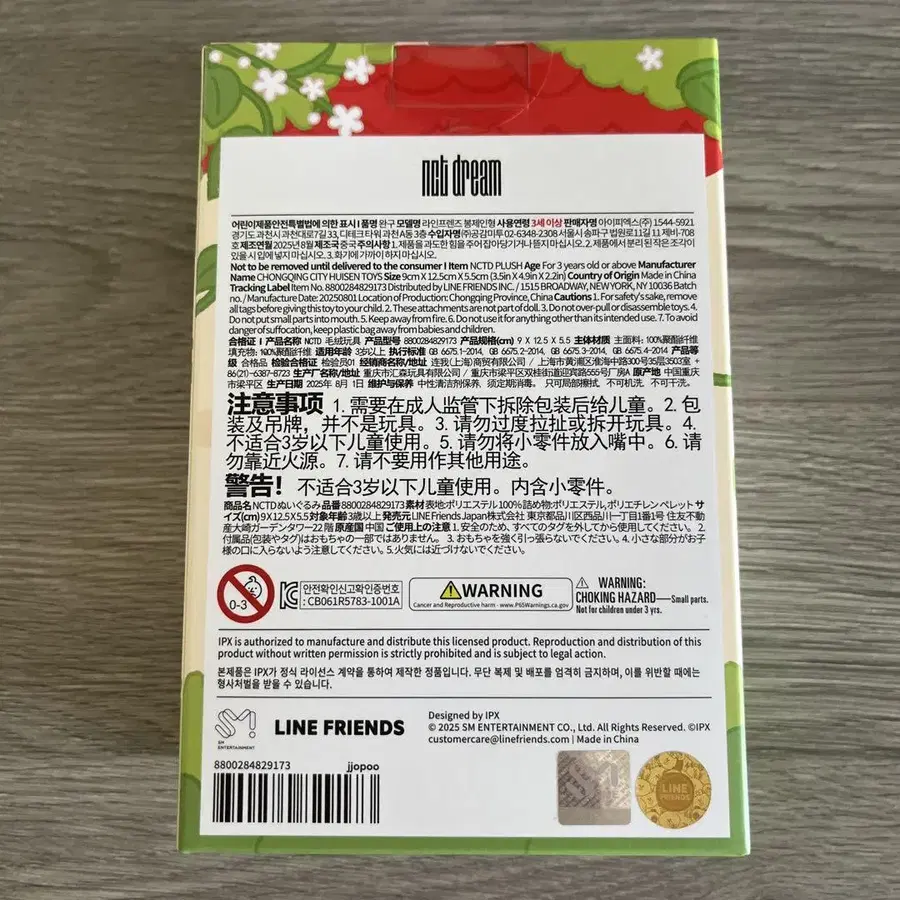 nct dream
어린이제품안전특별법에 의한 표시 I 품명 완구 모델명 라인프렌즈 봉제인형 사용연령 3세 이상 판매자명 아이피엑스(주) 1544-5921
경기도 과천시 과천대로7길 33, 디테크타워 과천 A동 3층 수입자명 (주)공감미투 02-6348-2308 서울시 송파구 법원로11길 11 제비-708
호 제조연월 2025년 8월 제조국 중국 주의사항 1. 제품을 과도한 힘을 주어 잡아당기거나 뜯지 마십시오. 2. 제품에서 분리된 작은 조각이
있을 시 입에 넣지 마십시오. 3. 화기에 가까이 하지 마십시오.
Not to be removed until delivered to the consumer I Item NCTD PLUSH Age For 3 years old or above Manufacturer
Name CHONGQING CITY HUISEN TOYS Size 9cm X 12.5cm X 5.5cm (3.5in X 4.9in X 2.2in) Country of Origin Made in China
Tracking Label Item No. 8800284829173 Distributed by LINE FRIENDS INC. / 1515 BROADWAY, NEW YORK, NY 10036 Batch
no. / Manufacture Date: 20250801 Location of Production: Chongqing Province, China Cautions 1. For safety's sake, remove
all tags before giving this toy to your child. 2. These attachments are not part of doll. 3. Do not over-pull or disassemble toys. 4.
Do not put small parts into mouth. 5. Keep away from fire. 6. Do not use it for anything other than its intended use. 7. To avoid
danger of suffocation, keep plastic bag away from babies and children.
合格证 I 产品名称 NCTD 毛绒玩具 产品型号 8800284829173 产品规格(cm) 9 X 12.5 X 5.5 主体材质 主面料: 100%聚酯纤维
填充物: 100%聚酯纤维 适用年龄 3岁以上 执行标准 GB 6675.1-2014, GB 6675.2-2014, GB 6675.3-2014, GB 6675.4-2014 产品等
级 合格品 检验合格证 检验员01 经销商名称/地址 连我(上海)商贸有限公司 / 上海市黄浦区淮海中路300号35层3503室, +
86(21)-6387-8723 生产厂名称/地址 重庆市汇森玩具有限公司 / 重庆市梁平区双桂街道迎宾路555号厂房A 原产地 中国重庆
市梁平区 生产日期 2025年 8月 1日 维护与保养 中性清洁剂保养, 须定期消毒。 只可局部擦拭, 不可机洗, 不可干洗。
注意事项 1. 需要在成人监管下拆除包装后给儿童。2. 包
装及吊牌，并不是玩具。3. 请勿过度拉扯或拆开玩具。4.
不适合3岁以下儿童使用。5. 请勿将小零件放入嘴中。6. 请
勿靠近火源。7. 请不要用作其他用途。
警告! 不适合3岁以下儿童使用。内含小零件。
商品名 NCTD ぬいぐるみ 品番 8800284829173 素材 表地:ポリエステル 100% 詰め物:ポリエステル, ポリエチレン ペレット サ
イズ(cm) 9 X 12.5 X 5.5 対象年齢 3歳以上 発売元 LINE Friends Japan株式会社 東京都品川区西品川一丁目1番1号 住友不動
産大崎ガーデンタワー22 階 原産国 中国 ご使用上の注意 1. 安全のため、すべてのタグを外してからご使用してください。 2.
付属品(包装やタグ)はおもちゃの一部ではありません。 3. おもちゃを強く引っ張らないでください。 4. 小さな部分がお子
様の口に入らないよう注意してください。 5. 火気には近づけないでください。
0-3
안전확인신고확인증번호
: CB061R5783-1001A
WARNING
Cancer and Reproductive harm - www.P65Warnings.ca.gov
WARNING:
CHOKING HAZARD—Small parts.
Not for children under 3 yrs.
IPX is authorized to manufacture and distribute this licensed product. Reproduction and distribution of this
product without written permission is strictly prohibited and is subject to legal action.
본제품은 IPX가 정식 라이선스 계약을 통하여 제작한 정품입니다. 무단 복제 및 배포를 엄격히 금지하며, 이를 위반할 때에는
형사처벌을 받을 수 있습니다.
SM
ENTERTAINMENT
LINE FRIENDS
Designed by IPX
© 2025 SM ENTERTAINMENT CO., Ltd. All Rights Reserved. ©IPX
customercare@linefriends.com | Made in China
8800284829173 jjopoo
LINE
FRIENDS